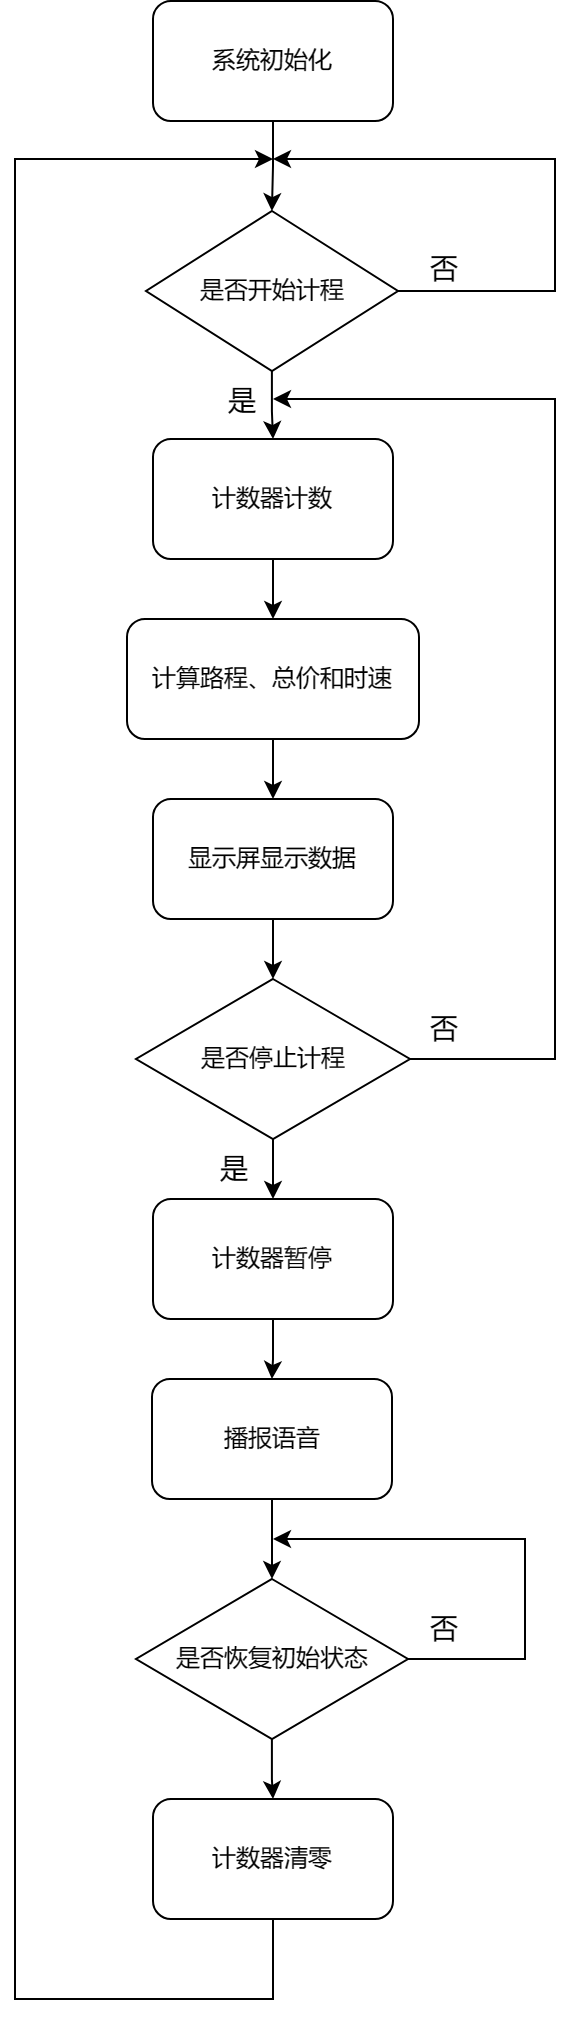 系统初始化
是否开始计程
否
是
计数器计数
计算路程、总价和时速
显示屏显示数据
是否停止计程
否
是
计数器暂停
播报语音
否
是否恢复初始状态
计数器清零